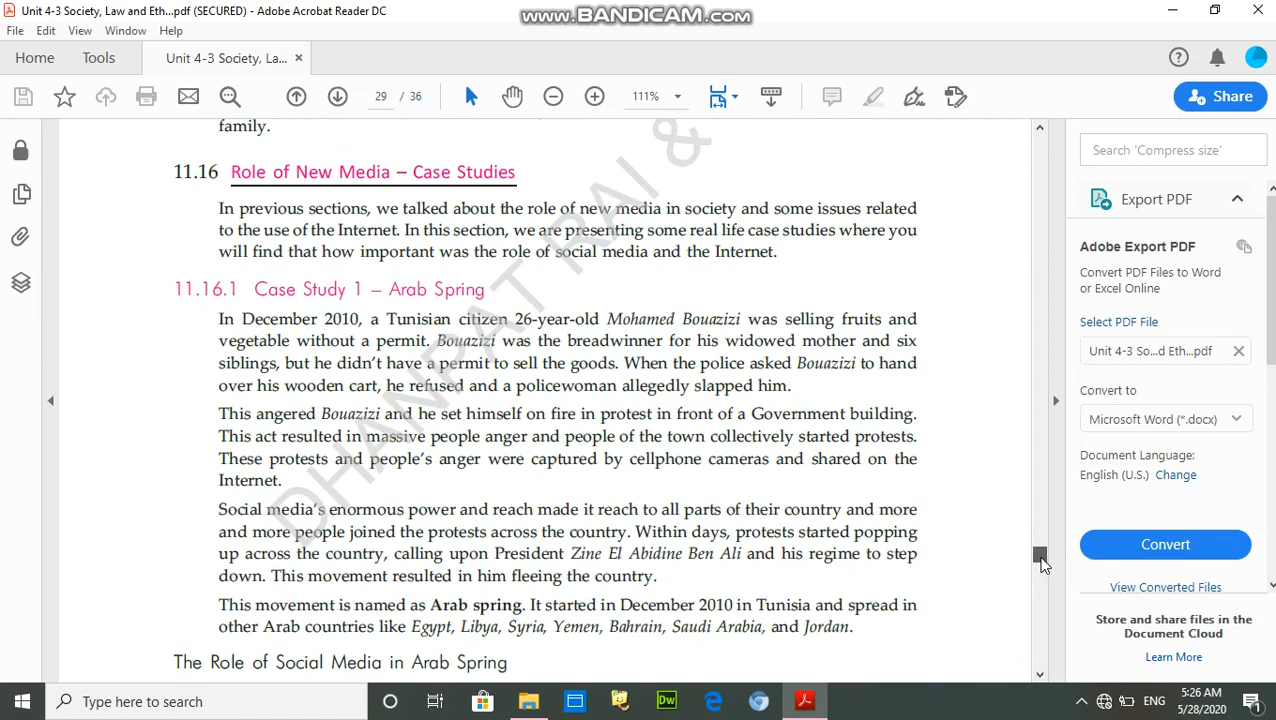 Unit 4-3 Society, Law and Eth...pdf (SECURED) - Adobe Acrobat Reader DC
www.BANDICAM.com
File Edit View Window Help
Home Tools Unit 4-3 Society, La... ×
29 / 36 111% Share
family.
11.16 Role of New Media – Case Studies
In previous sections, we talked about the role of new media in society and some issues related
to the use of the Internet. In this section, we are presenting some real life case studies where you
will find that how important was the role of social media and the Internet.
11.16.1 Case Study 1 – Arab Spring
In December 2010, a Tunisian citizen 26-year-old Mohamed Bouazizi was selling fruits and
vegetable without a permit. Bouazizi was the breadwinner for his widowed mother and six
siblings, but he didn't have a permit to sell the goods. When the police asked Bouazizi to hand
over his wooden cart, he refused and a policewoman allegedly slapped him.
This angered Bouazizi and he set himself on fire in protest in front of a Government building.
This act resulted in massive people anger and people of the town collectively started protests.
These protests and people's anger were captured by cellphone cameras and shared on the
Internet.
Social media's enormous power and reach made it reach to all parts of their country and more
and more people joined the protests across the country. Within days, protests started popping
up across the country, calling upon President Zine El Abidine Ben Ali and his regime to step
down. This movement resulted in him fleeing the country.
This movement is named as Arab spring. It started in December 2010 in Tunisia and spread in
other Arab countries like Egypt, Libya, Syria, Yemen, Bahrain, Saudi Arabia, and Jordan.
The Role of Social Media in Arab Spring
DHANPAT RAI &
Search 'Compress size'
Export PDF
Adobe Export PDF
Convert PDF Files to Word
or Excel Online
Select PDF File
Unit 4-3 So...d Eth...pdf
Convert to
Microsoft Word (*.docx)
Document Language:
English (U.S.) Change
Convert
View Converted Files
Store and share files in the
Document Cloud
Learn More
Type here to search
Dw
ENG
5:26 AM
5/28/2020
1